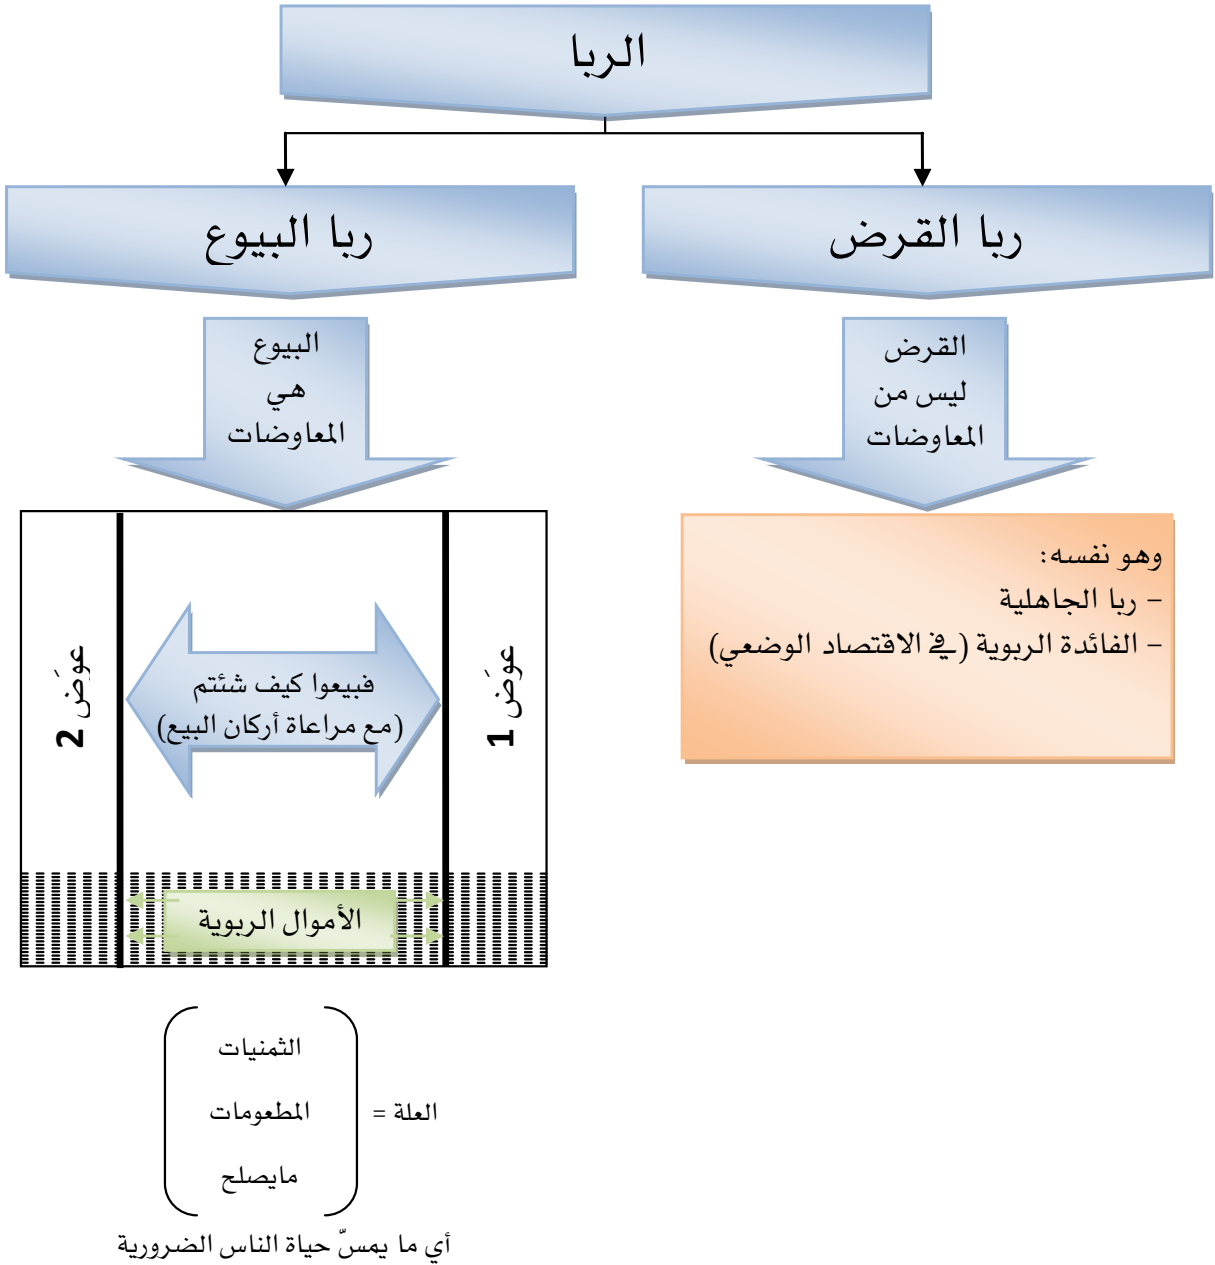 الربا
ربا القرض
ربا البيوع
القرض
ليس من
المعاوضات
البيوع
هي
المعاوضات
وهو نفسه:
– ربا الجاهلية
– الفائدة الربوية (في الاقتصاد الوضعي)
عوَض 1
فبيعوا كيف شئتم
(مع مراعاة أركان البيع)
عوَض 2
الأموال الربوية
العلة =
الثمنيات
المطعومات
مايصلح
أي ما يمسّ حياة الناس الضرورية